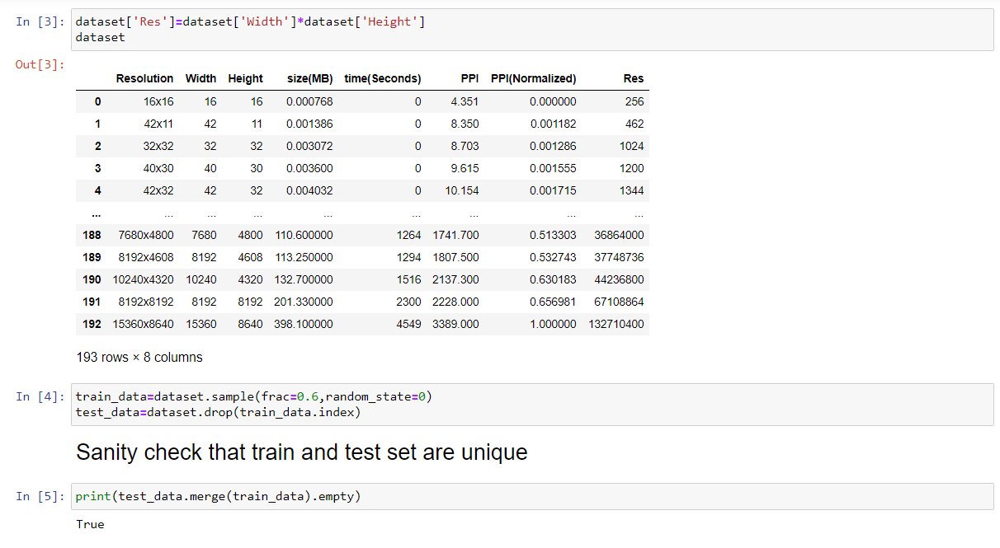 In [3]: dataset['Res']=dataset['Width']*dataset['Height']
dataset
Out[3]:
Resolution Width Height size(MB) time(Seconds) PPI PPI(Normalized) Res
0 16x16 16 16 0.000768 0 4.351 0.000000 256
1 42x11 42 11 0.001386 0 8.350 0.001182 462
2 32x32 32 32 0.003072 0 8.703 0.001286 1024
3 40x30 40 30 0.003600 0 9.615 0.001555 1200
4 42x32 42 32 0.004032 0 10.154 0.001715 1344
... ... ... ... ... ... ... ... ...
188 7680x4800 7680 4800 110.600000 1264 1741.700 0.513303 36864000
189 8192x4608 8192 4608 113.250000 1294 1807.500 0.532743 37748736
190 10240x4320 10240 4320 132.700000 1516 2137.300 0.630183 44236800
191 8192x8192 8192 8192 201.330000 2300 2228.000 0.656981 67108864
192 15360x8640 15360 8640 398.100000 4549 3389.000 1.000000 132710400
193 rows × 8 columns
In [4]: train_data=dataset.sample(frac=0.6,random_state=0)
test_data=dataset.drop(train_data.index)
Sanity check that train and test set are unique
In [5]: print(test_data.merge(train_data).empty)
True